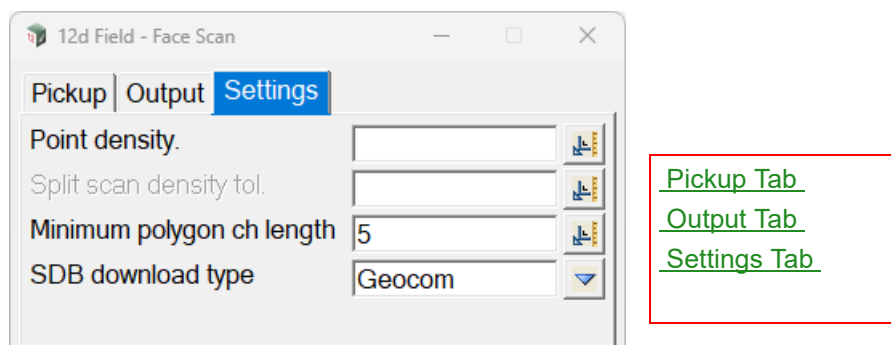 12d Field - Face Scan
Pickup Output Settings
Point density.
Split scan density tol.
Minimum polygon ch length 5
SDB download type Geocom
Pickup Tab
Output Tab
Settings Tab